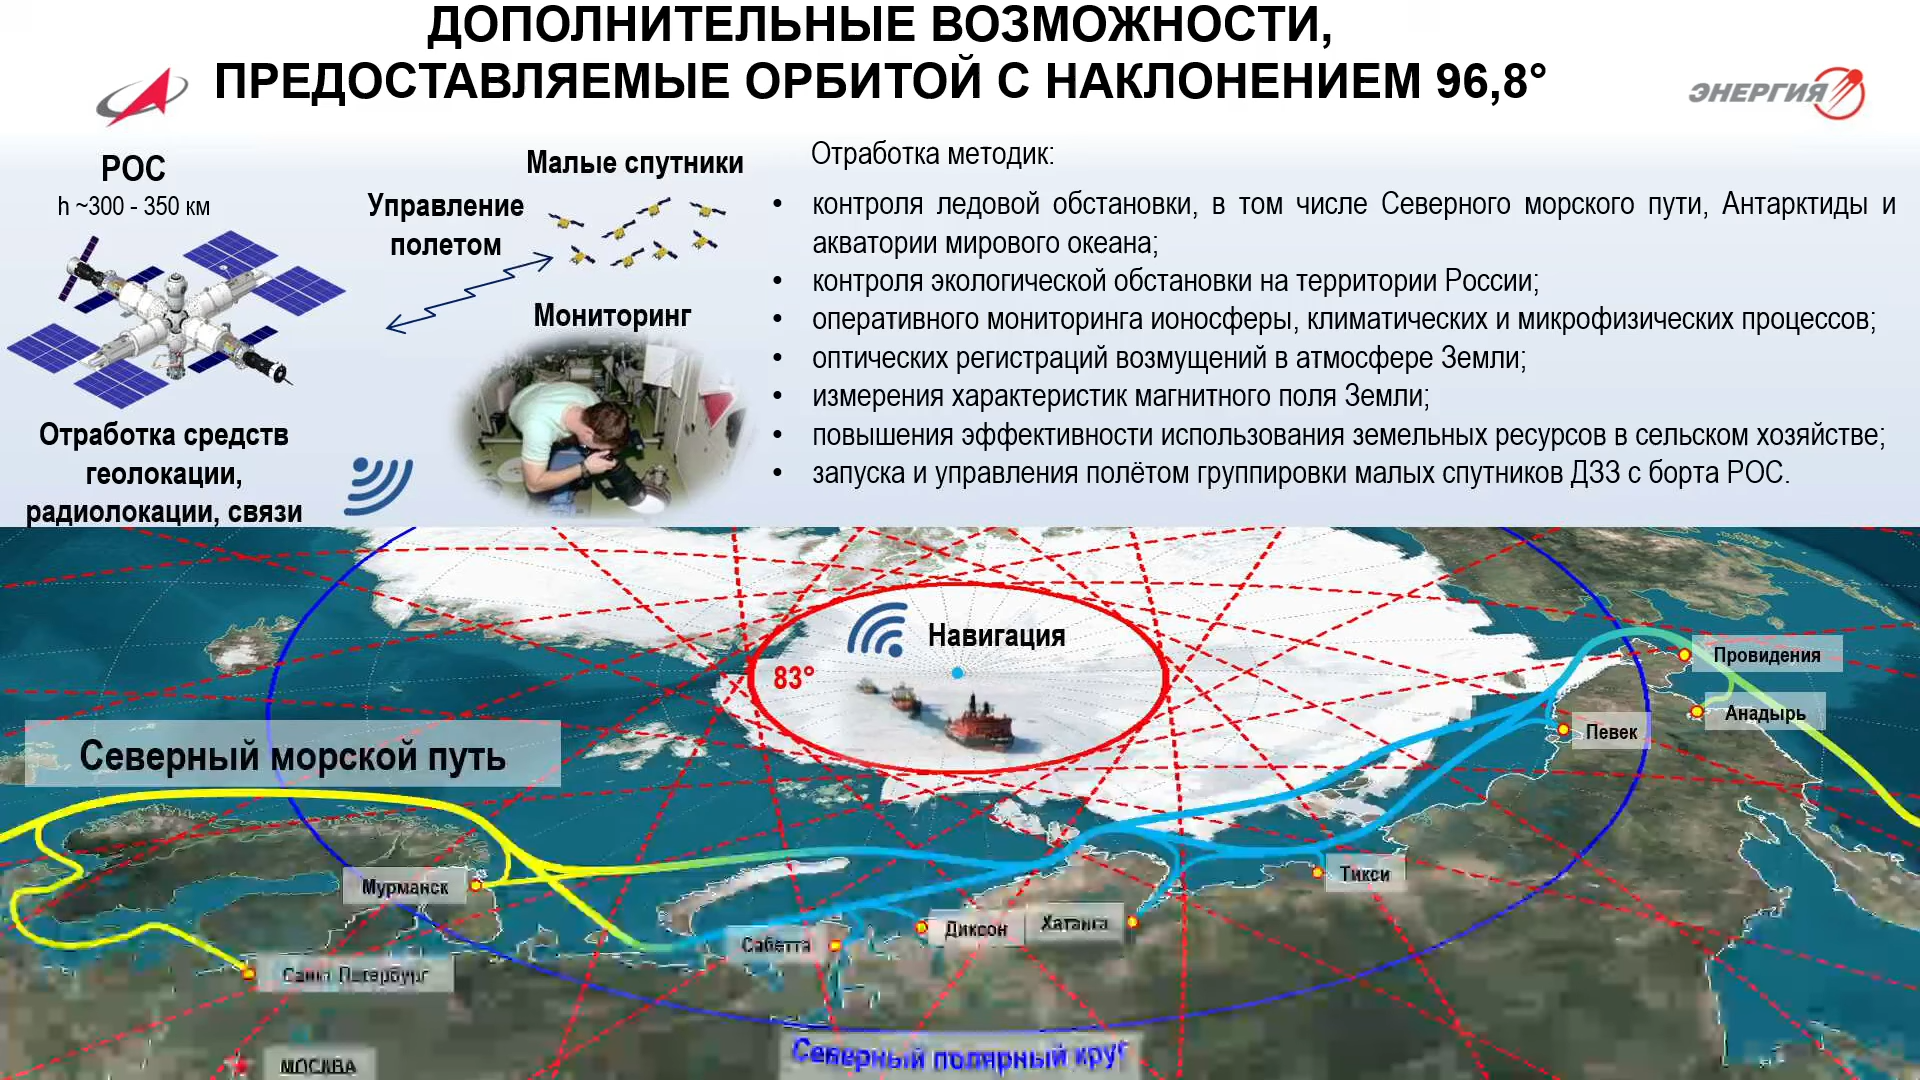 ДОПОЛНИТЕЛЬНЫЕ ВОЗМОЖНОСТИ,
ПРЕДОСТАВЛЯЕМЫЕ ОРБИТОЙ С НАКЛОНЕНИЕМ 96,8°
ЭНЕРГИЯ
РОС
h ~300 - 350 км
Малые спутники
Управление
полетом
Мониторинг
Отработка средств
геолокации,
радиолокации, связи
Отработка методик:
• контроля ледовой обстановки, в том числе Северного морского пути, Антарктиды и
акватории мирового океана;
• контроля экологической обстановки на территории России;
• оперативного мониторинга ионосферы, климатических и микрофизических процессов;
• оптических регистраций возмущений в атмосфере Земли;
• измерения характеристик магнитного поля Земли;
• повышения эффективности использования земельных ресурсов в сельском хозяйстве;
• запуска и управления полётом группировки малых спутников ДЗЗ с борта РОС.
Навигация
83°
Провидения
Анадырь
Певек
Северный морской путь
Тикси
Мурманск
Диксон
Хатанга
Сабетта
Санкт Петербург
Северный полярный круг
МОСКВА